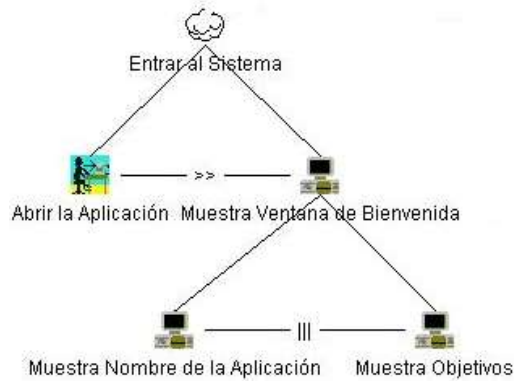 Entrar al Sistema
>>
Abrir la Aplicación
Muestra Ventana de Bienvenida
|||
Muestra Nombre de la Aplicación
Muestra Objetivos